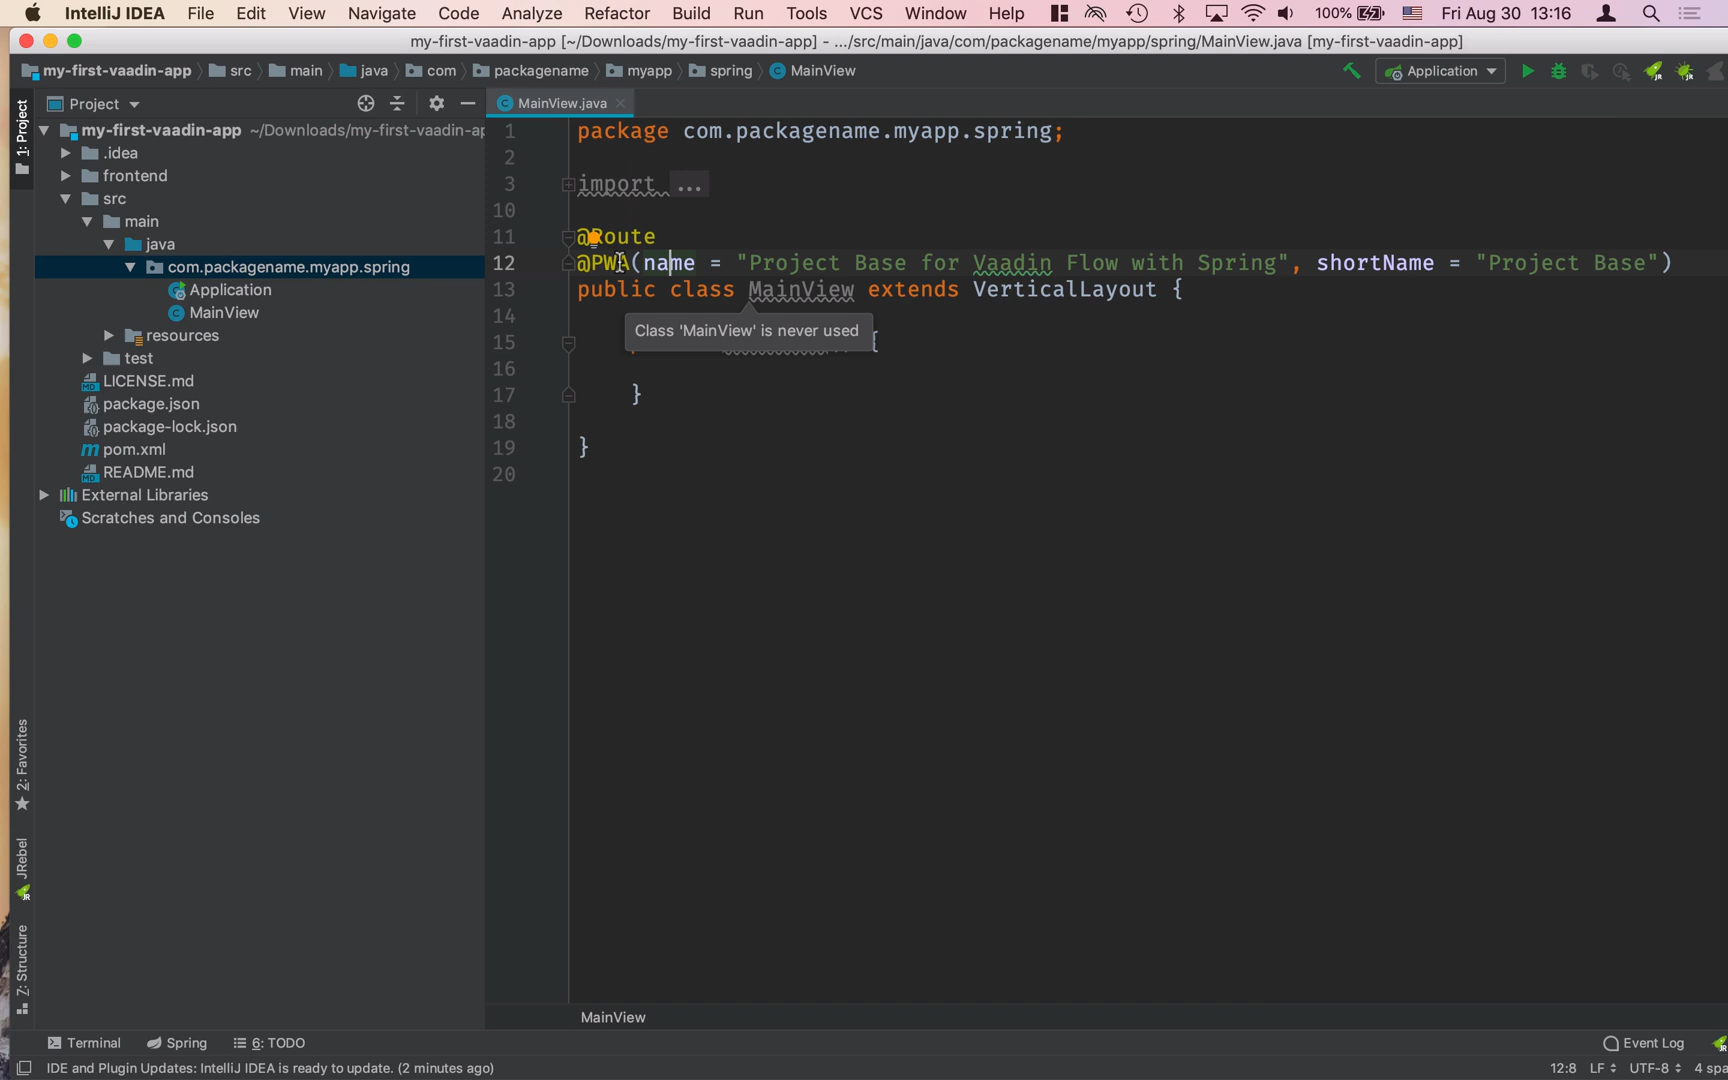 IntelliJ IDEA File Edit View Navigate Code Analyze Refactor Build Run Tools VCS Window Help 100% Fri Aug 30 13:16
my-first-vaadin-app [~/Downloads/my-first-vaadin-app] - .../src/main/java/com/packagename/myapp/spring/MainView.java [my-first-vaadin-app]
my-first-vaadin-app src main java com packagename myapp spring MainView Application
1: Project
Project
MainView.java
my-first-vaadin-app ~/Downloads/my-first-vaadin-ap
.idea
frontend
src
main
java
com.packagename.myapp.spring
Application
MainView
resources
test
LICENSE.md
package.json
package-lock.json
pom.xml
README.md
External Libraries
Scratches and Consoles
1 package com.packagename.myapp.spring;
2
3 import ...
10
11 @Route
12 @PWA(name = "Project Base for Vaadin Flow with Spring", shortName = "Project Base")
13 public class MainView extends VerticalLayout {
14
Class 'MainView' is never used
15 {
16
17 }
18
19 }
20
2: Favorites
JRebel
7: Structure
MainView
Terminal Spring 6: TODO Event Log
IDE and Plugin Updates: IntelliJ IDEA is ready to update. (2 minutes ago) 12:8 LF UTF-8 4 spa